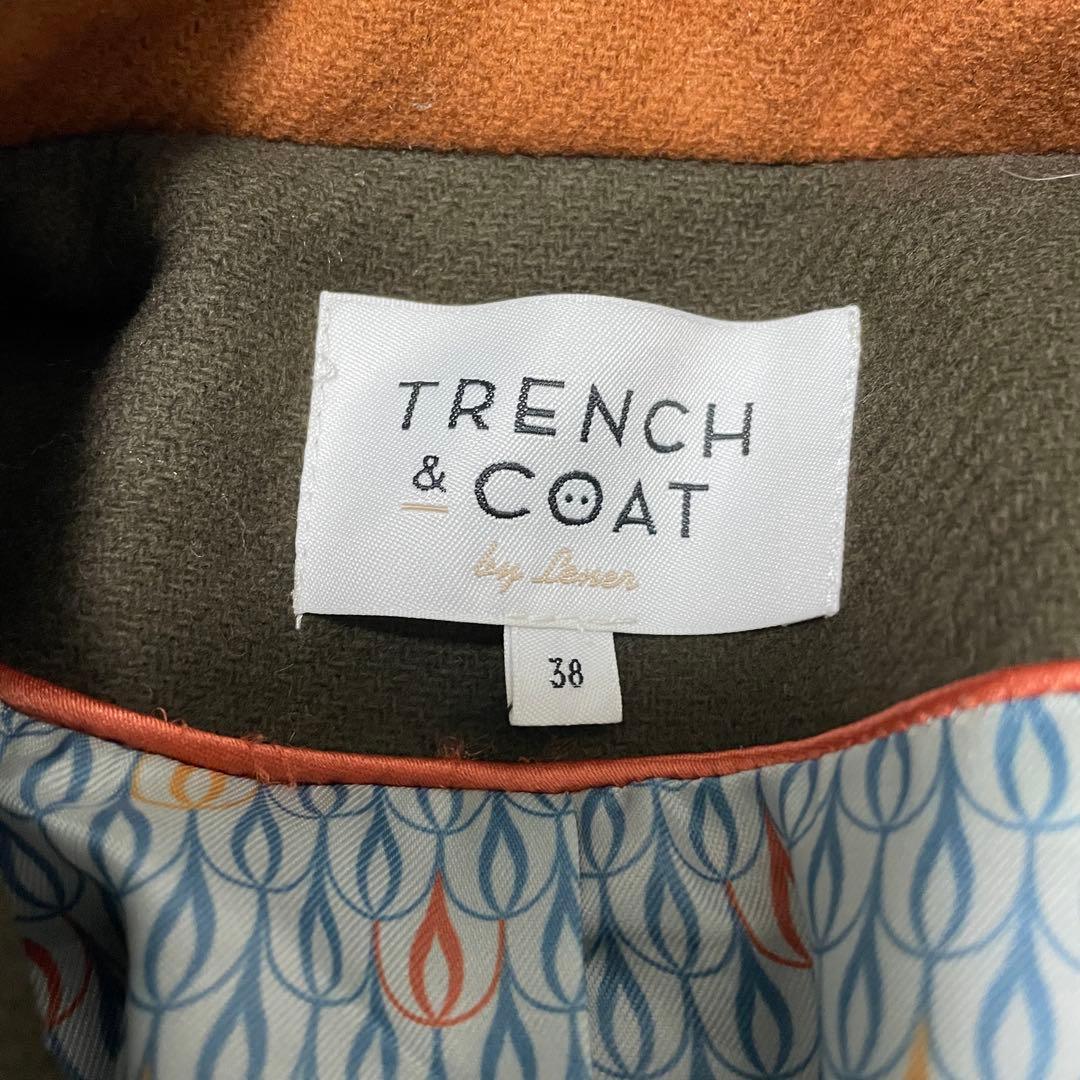 TRENCH
& COAT
by Lener
38